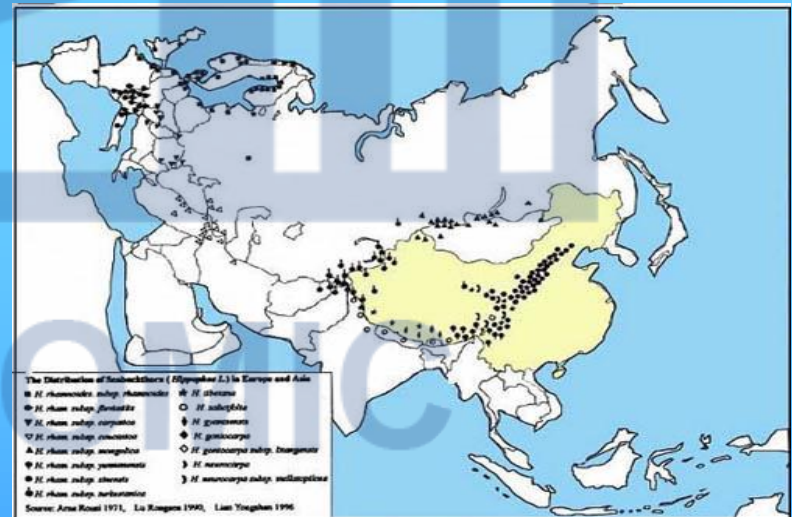 OMIC
The Distribution of Seabuckthorn (Hippophae L.) in Europe and Asia
H. rhamnoides. subsp. rhamnoides
H. rham. subsp. fluviatilis
H. rham. subsp. carpatica
H. rham. subsp. caucasica
H. rham. subsp. mongolica
H. rham. subsp. yunnanensis
H. rham. subsp. sinensis
H. rham. subsp. turkestanica
H. tibetana
H. salicifolia
H. gyantsensis
H. goniocarpa
H. goniocarpa subsp. litangensis
H. neurocarpa
H. neurocarpa subsp. stellatopilosa
Source: Arne Rousi 1971, Lu Rongsen 1990, Lian Yongshan 1996